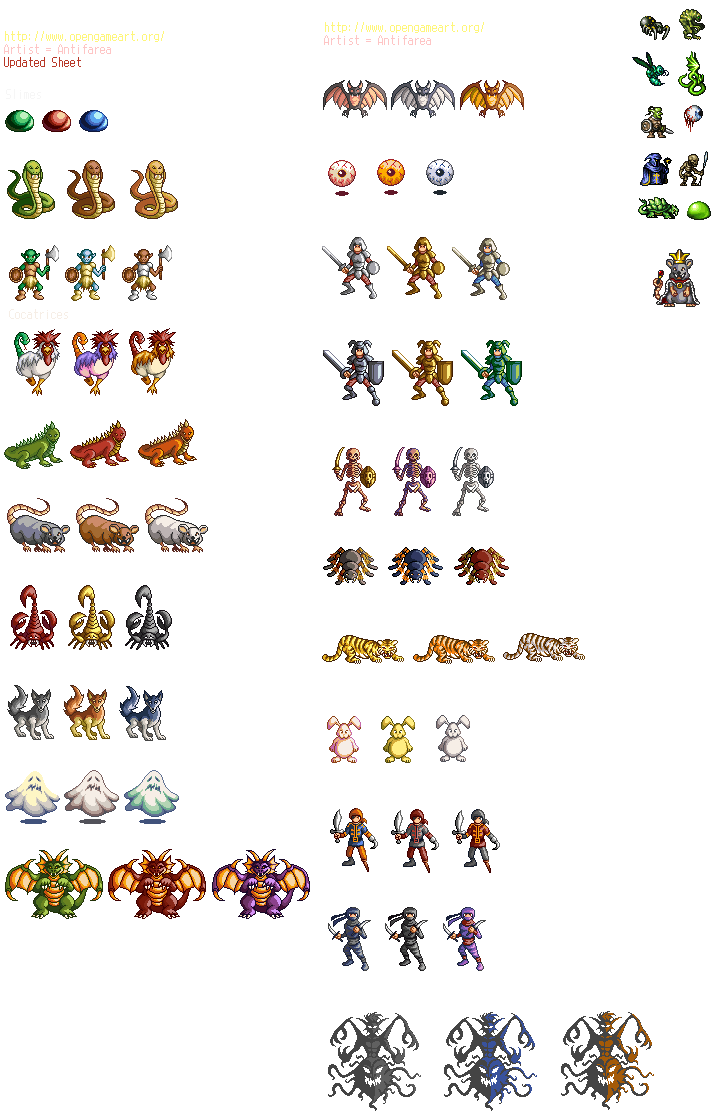 http://www.opengameart.org/
Artist = Antifarea
Updated Sheet
Slimes
Cocatrices
http://www.opengameart.org/
Artist = Antifarea